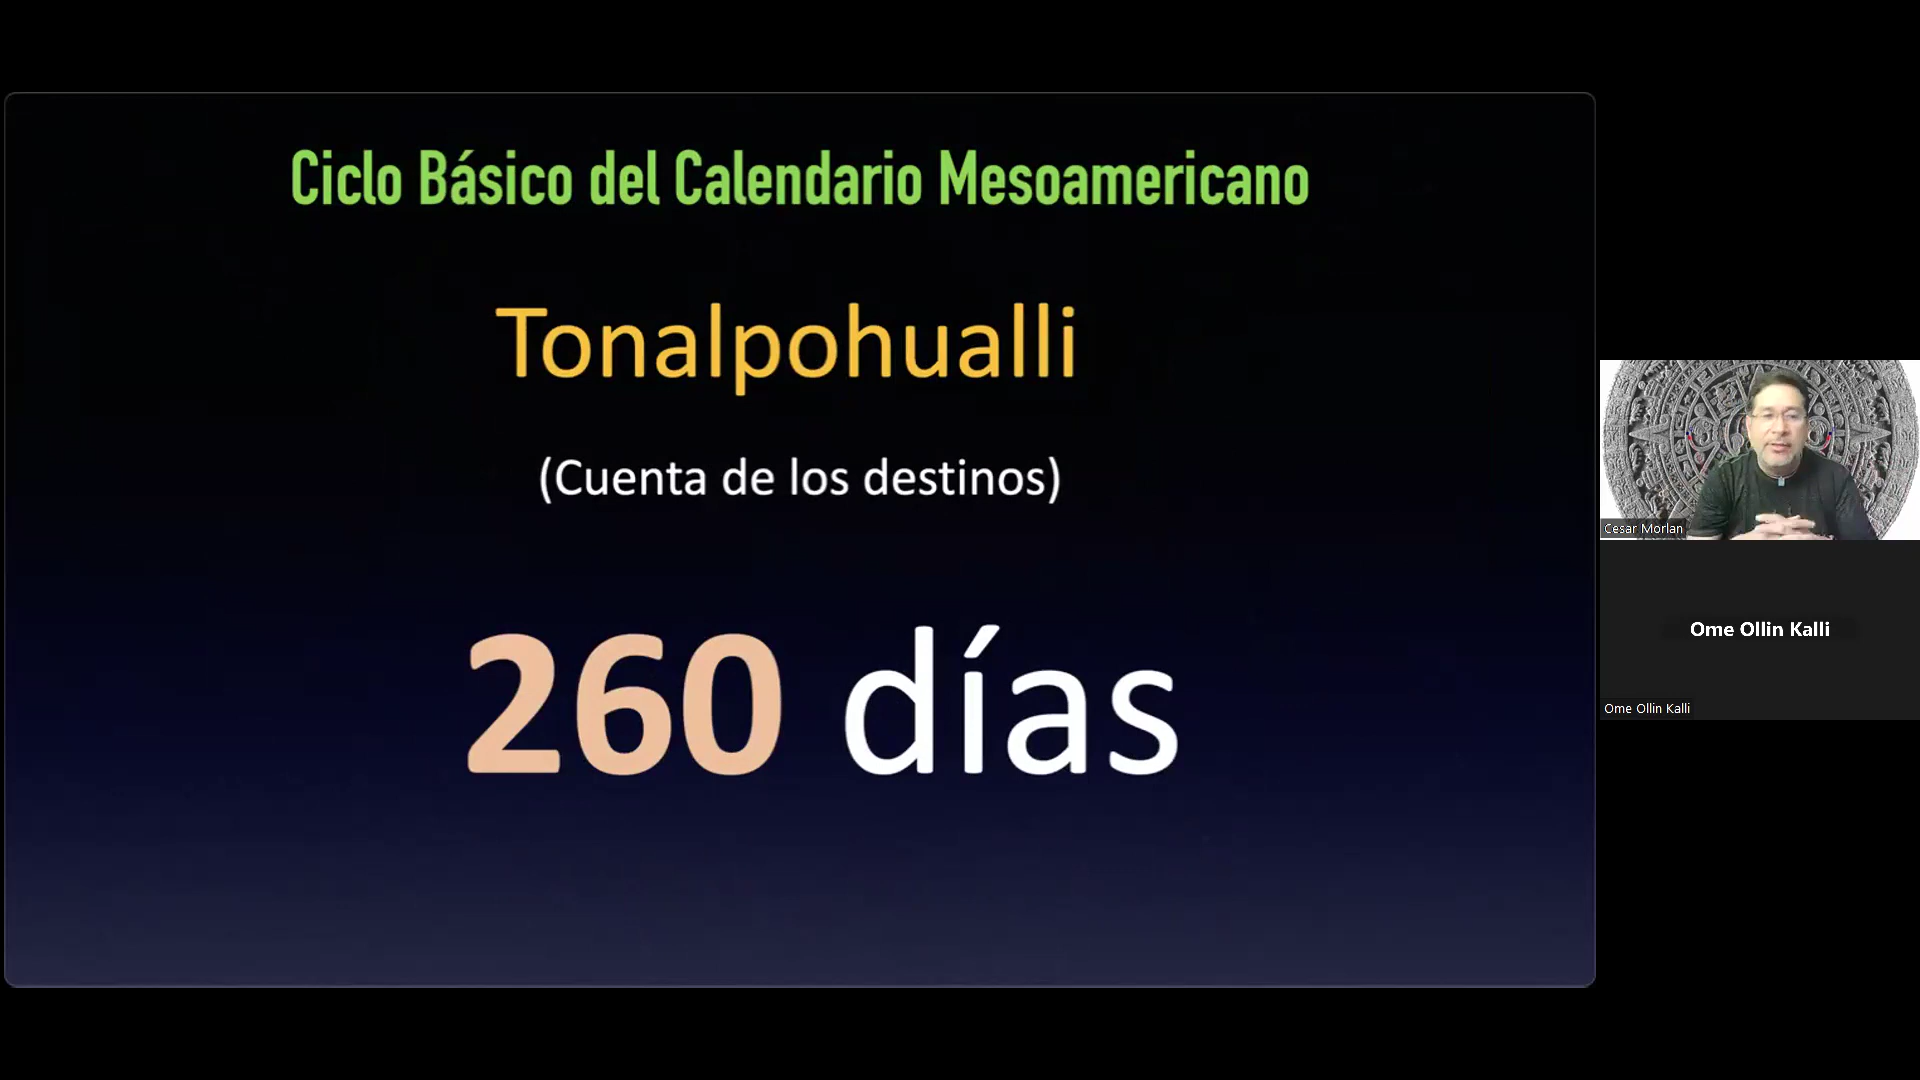 Ciclo Básico del Calendario Mesoamericano
Tonalpohualli
(Cuenta de los destinos)
260 días
Cesar Morlan
Ome Ollin Kalli
Ome Ollin Kalli